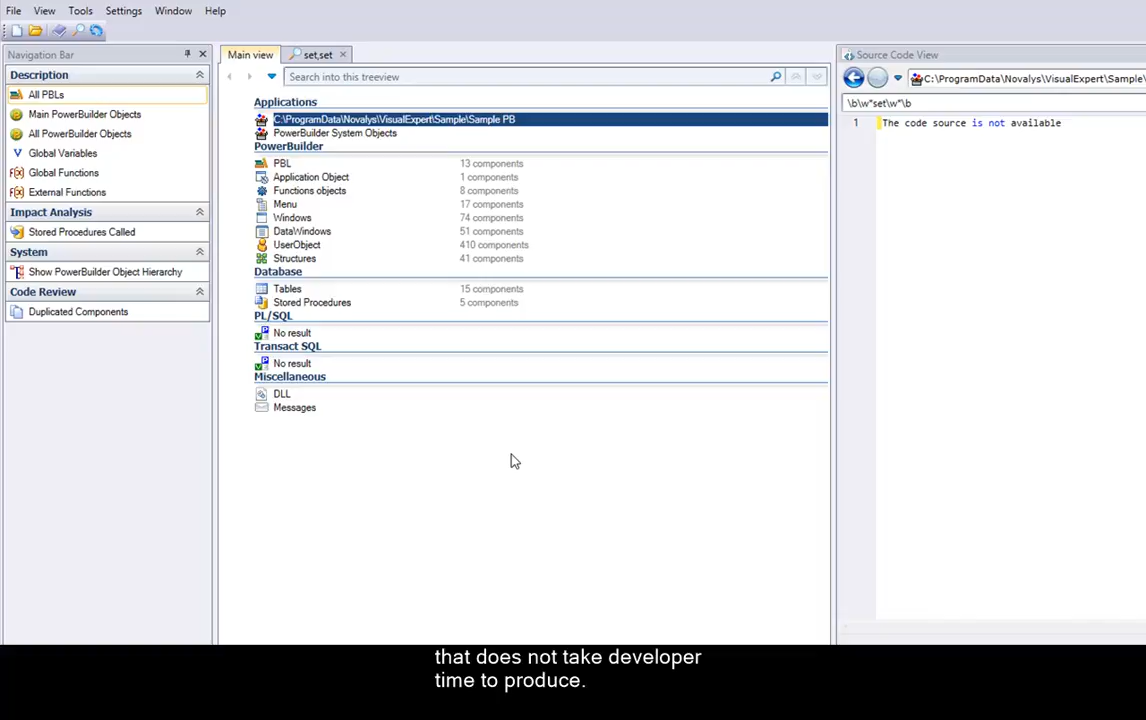 File View Tools Settings Window Help
Navigation Bar
Description
All PBLs
Main PowerBuilder Objects
All PowerBuilder Objects
Global Variables
Global Functions
External Functions
Impact Analysis
Stored Procedures Called
System
Show PowerBuilder Object Hierarchy
Code Review
Duplicated Components
Main view set,set
Search into this treeview
Applications
C:\ProgramData\Novalys\VisualExpert\Sample\Sample PB
PowerBuilder System Objects
PowerBuilder
PBL 13 components
Application Object 1 components
Functions objects 8 components
Menu 17 components
Windows 74 components
DataWindows 51 components
UserObject 410 components
Structures 41 components
Database
Tables 15 components
Stored Procedures 5 components
PL/SQL
No result
Transact SQL
No result
Miscellaneous
DLL
Messages
Source Code View
C:\ProgramData\Novalys\VisualExpert\Sample\
\b\w*set\w*\b
1 The code source is not available
that does not take developer
time to produce.